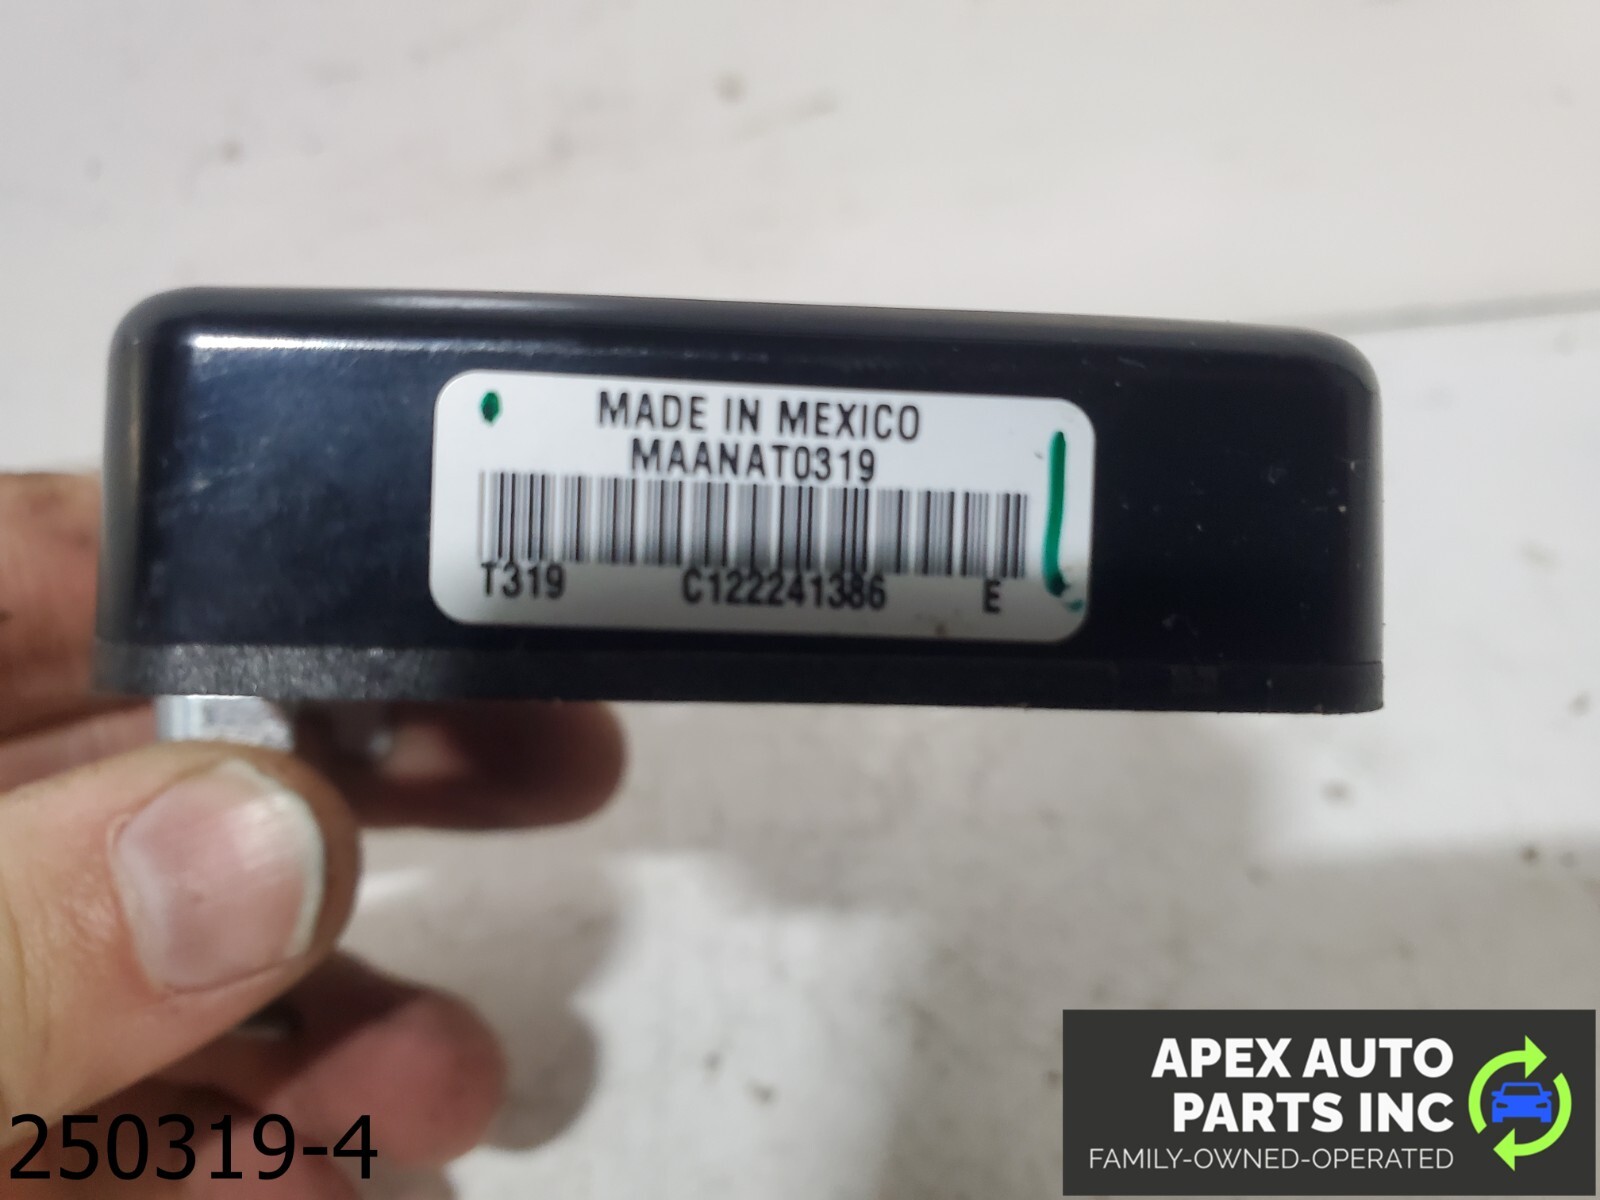 MADE IN MEXICO
MAANAT0319
T319 C122241386 E
250319-4
APEX AUTO
PARTS INC
FAMILY-OWNED-OPERATED